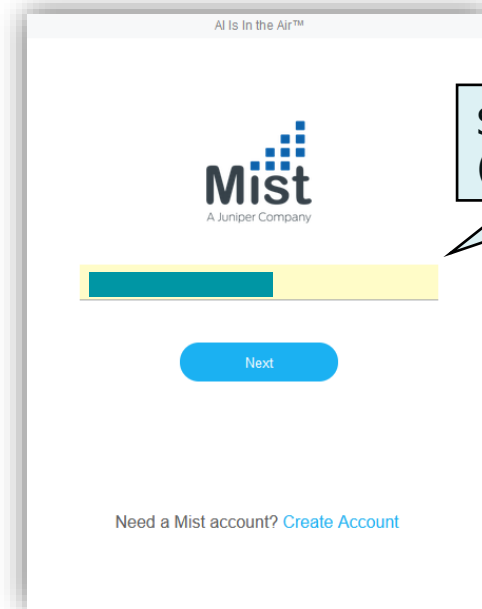 AI Is In the Air™
Mist
A Juniper Company
Next
Need a Mist account? Create Account